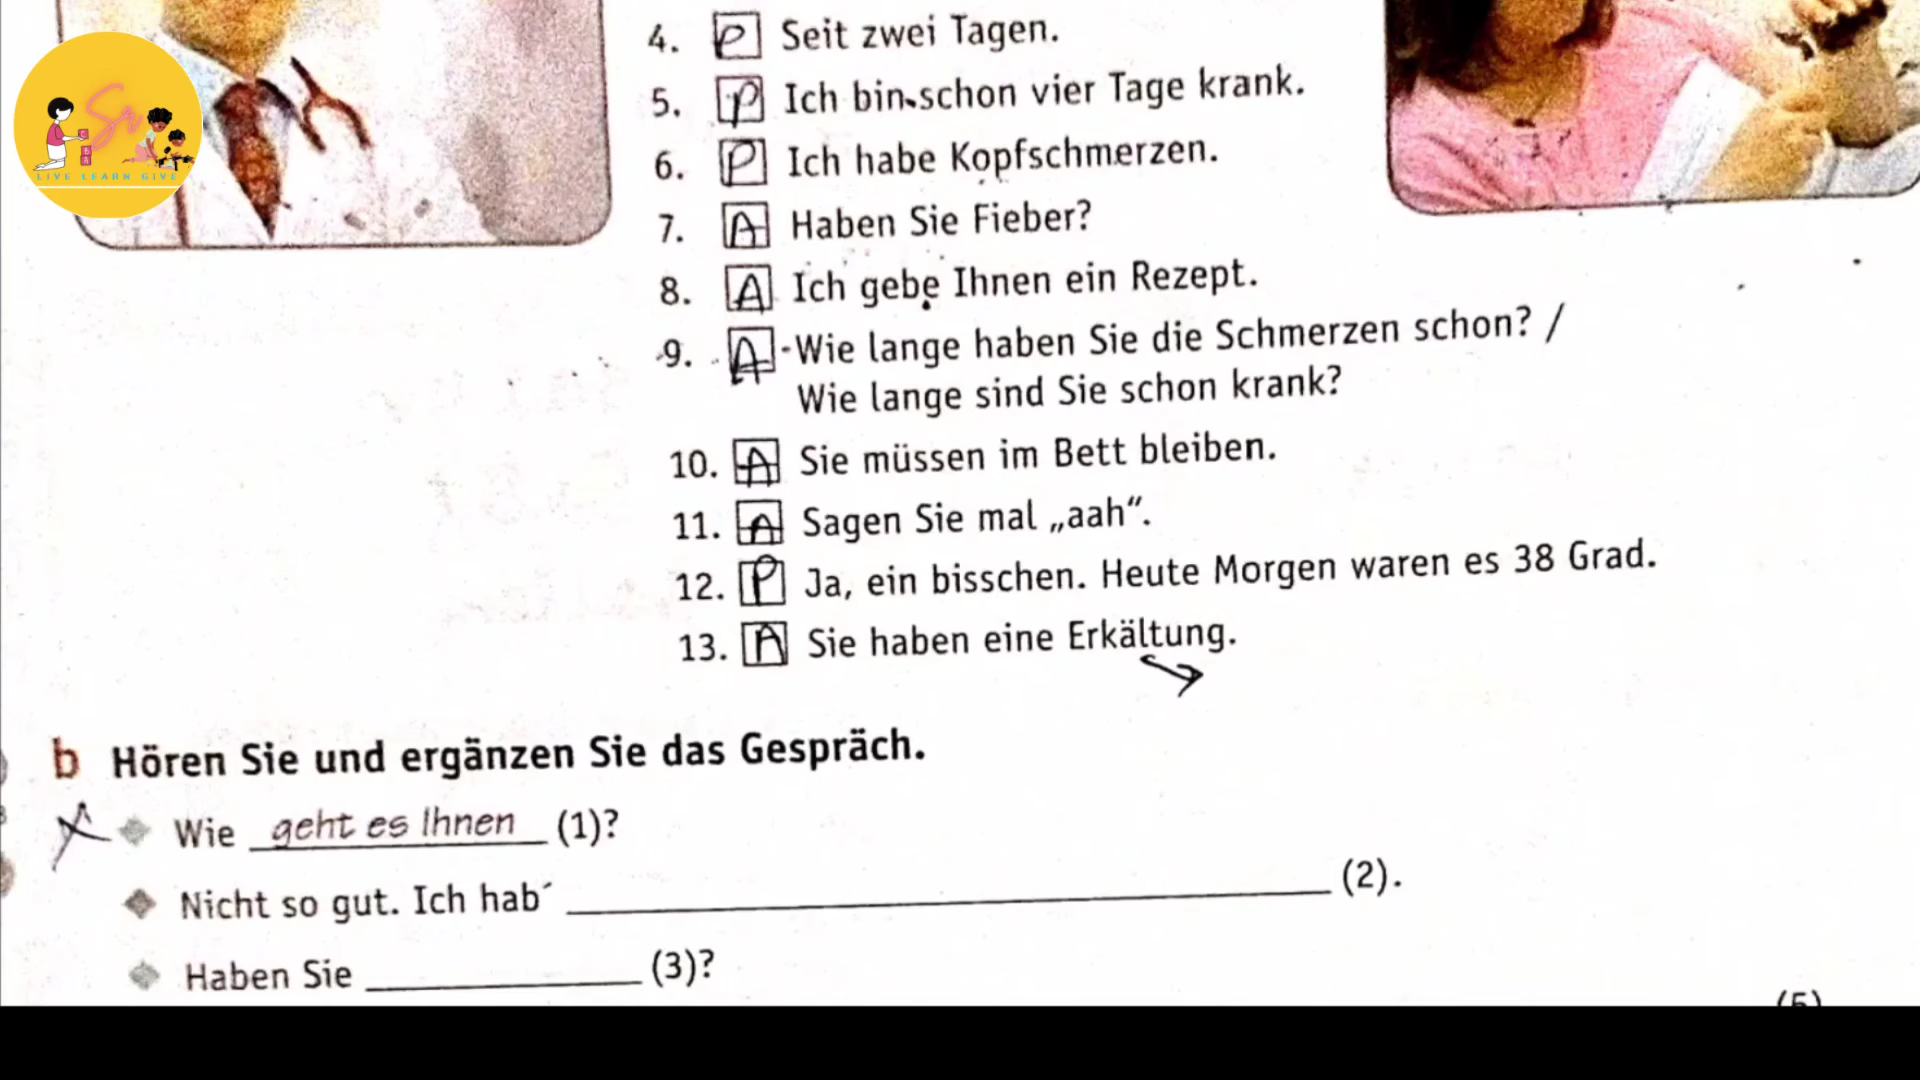 Sr
LIVE LEARN GIVE
4. P Seit zwei Tagen.
5. P Ich bin schon vier Tage krank.
6. P Ich habe Kopfschmerzen.
7. A Haben Sie Fieber?
8. A Ich gebe Ihnen ein Rezept.
9. A Wie lange haben Sie die Schmerzen schon? /
Wie lange sind Sie schon krank?
10. A Sie müssen im Bett bleiben.
11. A Sagen Sie mal „aah“.
12. P Ja, ein bisschen. Heute Morgen waren es 38 Grad.
13. A Sie haben eine Erkältung.
b Hören Sie und ergänzen Sie das Gespräch.
Wie geht es Ihnen (1)?
Nicht so gut. Ich hab´ (2).
Haben Sie (3)?
(5)